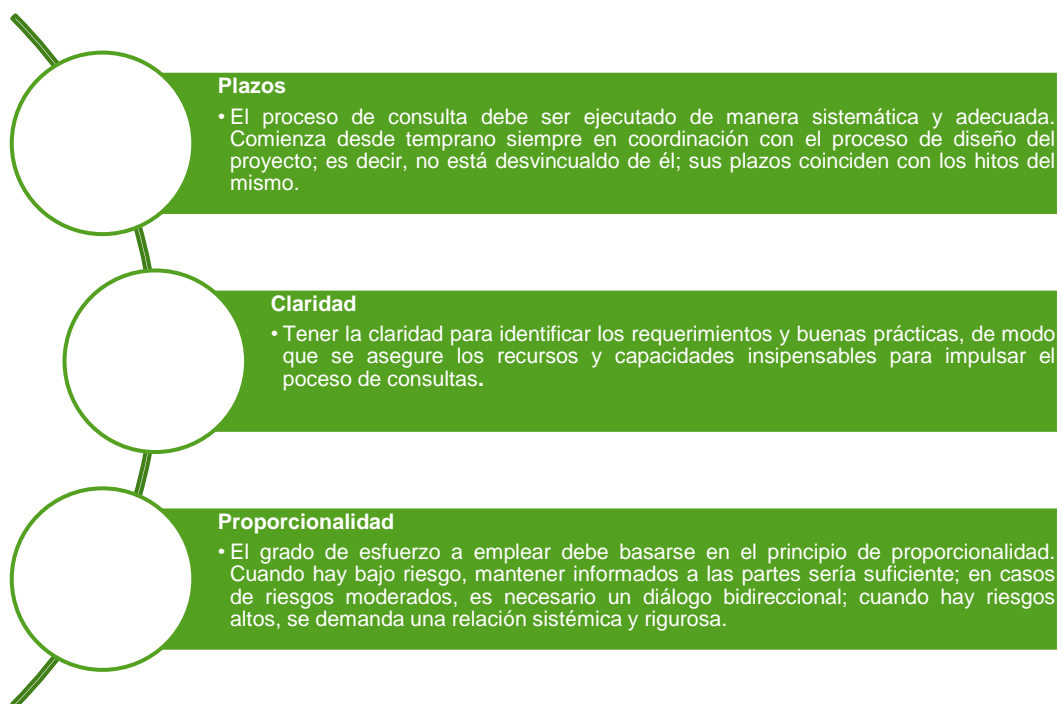 Plazos
• El proceso de consulta debe ser ejecutado de manera sistemática y adecuada.
Comienza desde temprano siempre en coordinación con el proceso de diseño del
proyecto; es decir, no está desvincualdo de él; sus plazos coinciden con los hitos del
mismo.
Claridad
• Tener la claridad para identificar los requerimientos y buenas prácticas, de modo
que se asegure los recursos y capacidades insipensables para impulsar el
poceso de consultas.
Proporcionalidad
• El grado de esfuerzo a emplear debe basarse en el principio de proporcionalidad.
Cuando hay bajo riesgo, mantener informados a las partes sería suficiente; en casos
de riesgos moderados, es necesario un diálogo bidireccional; cuando hay riesgos
altos, se demanda una relación sistémica y rigurosa.